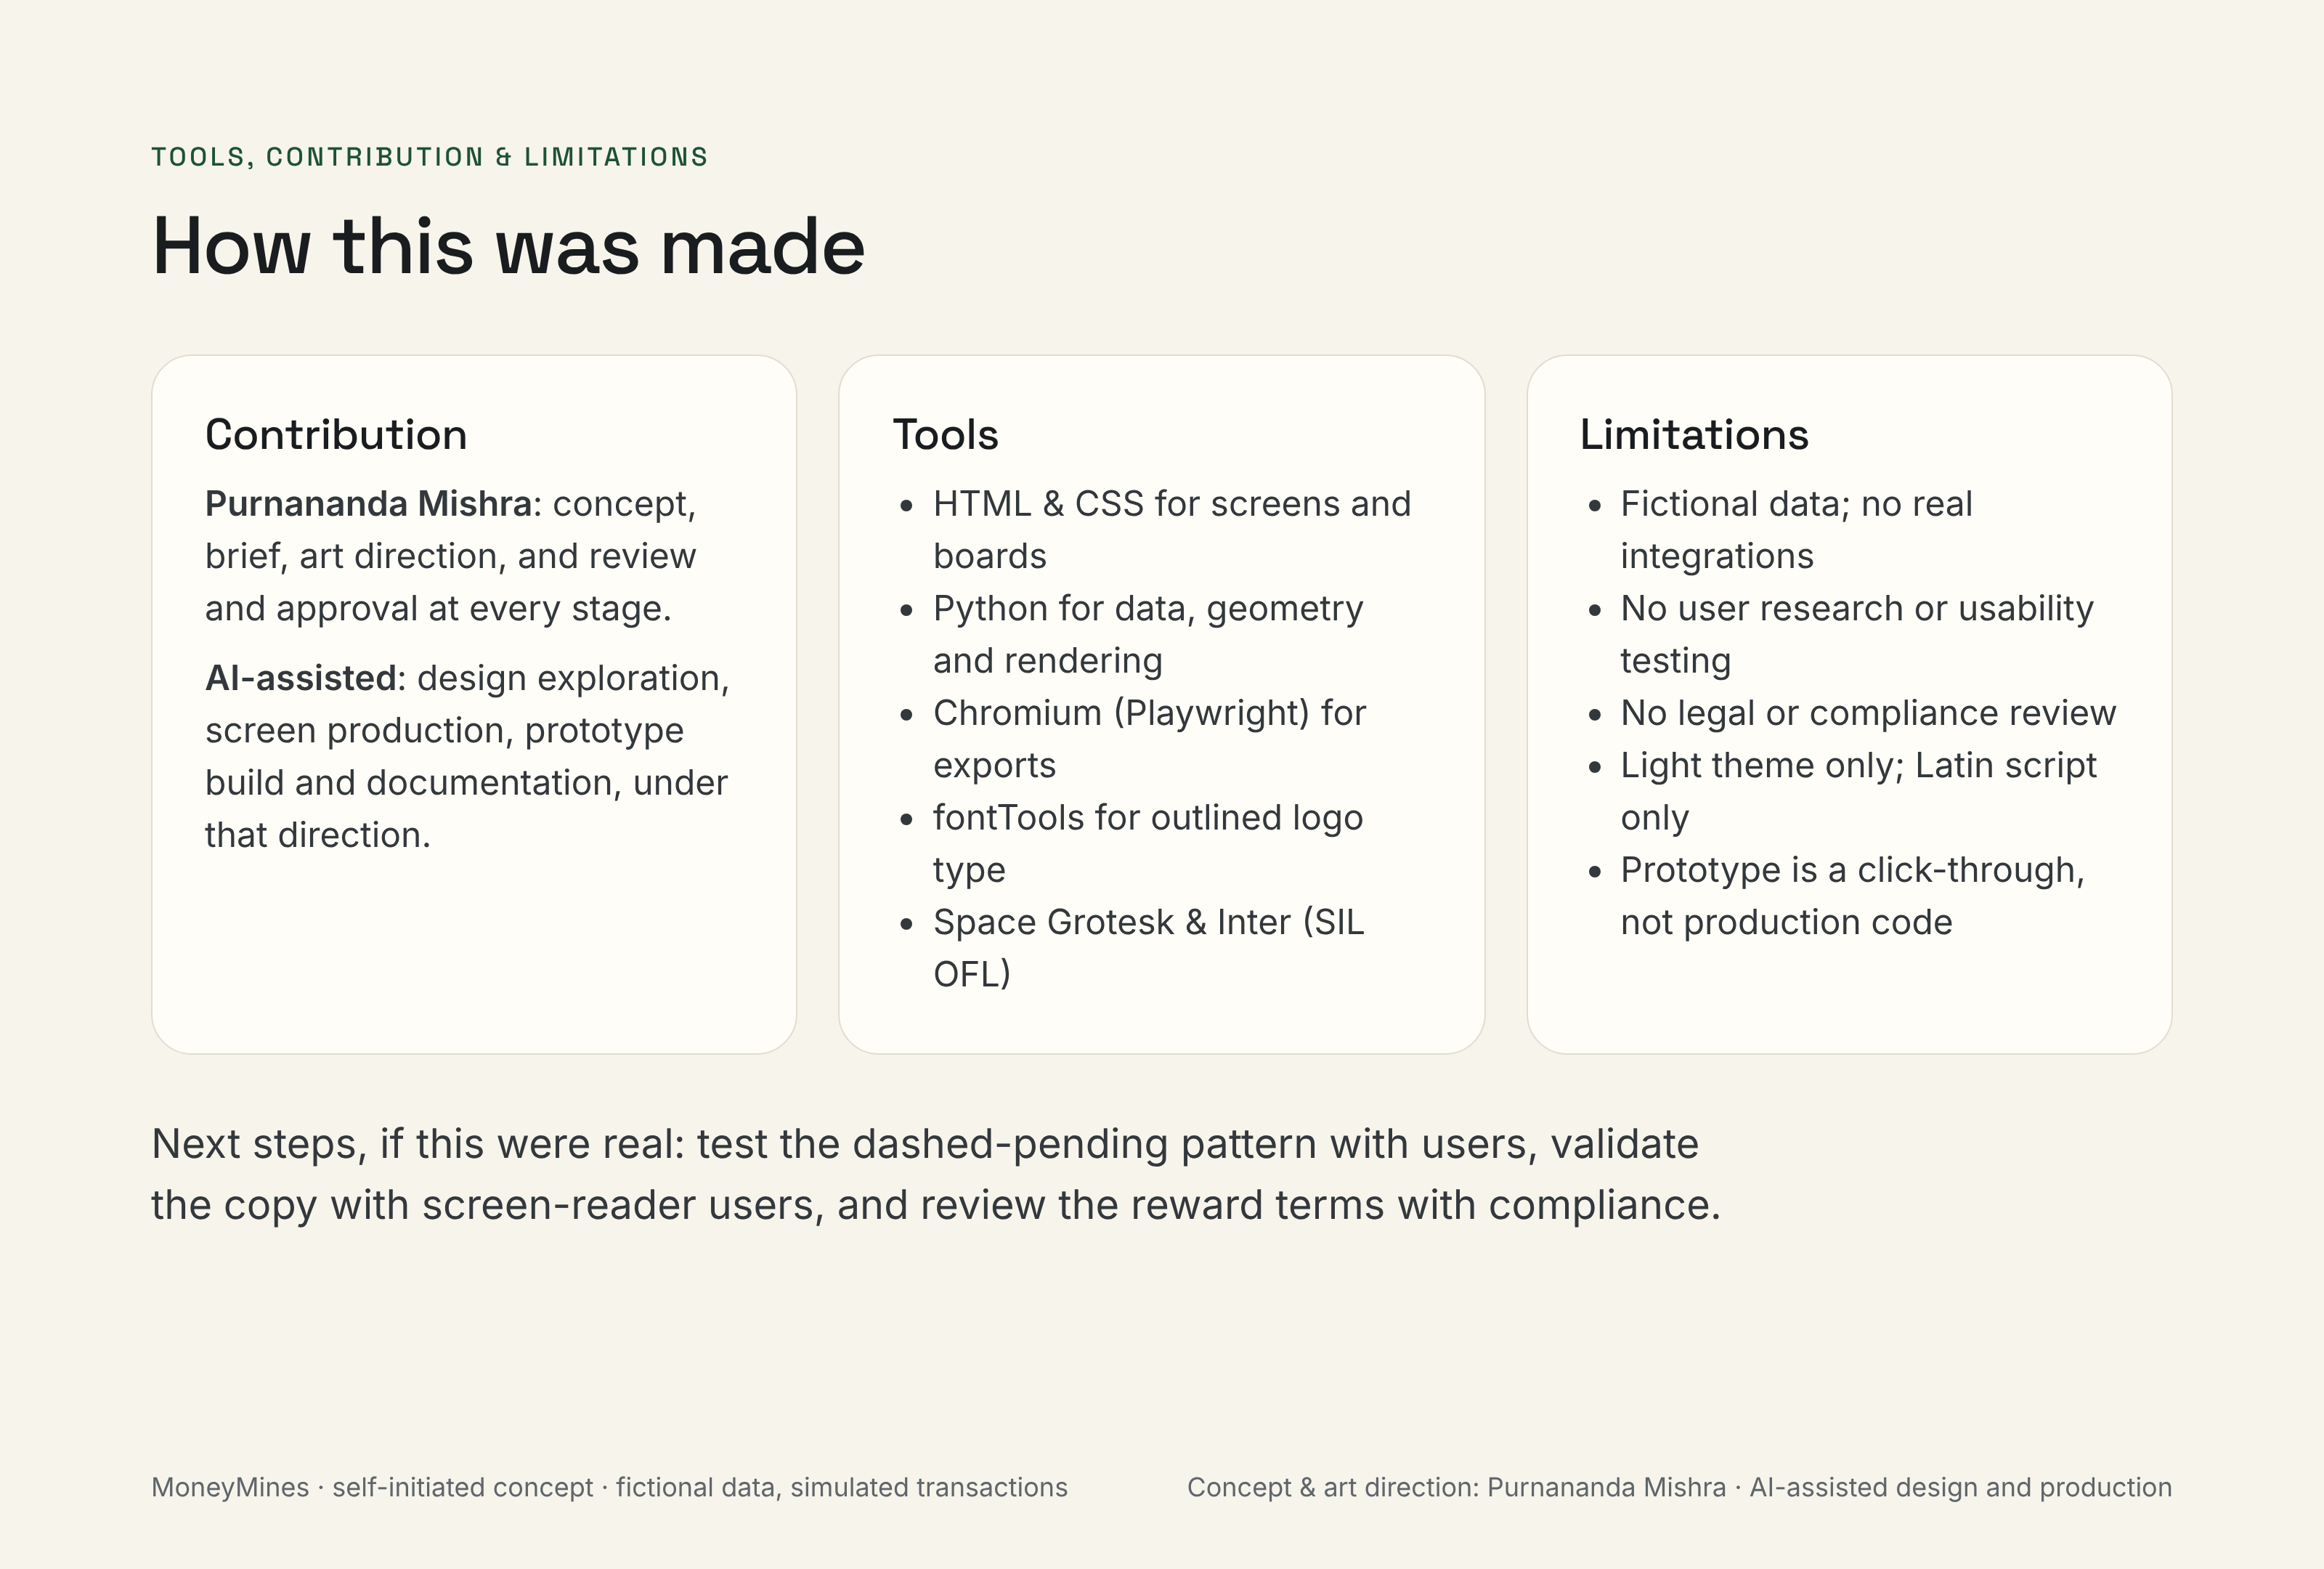 TOOLS, CONTRIBUTION & LIMITATIONS
How this was made
Contribution
Purnananda Mishra: concept,
brief, art direction, and review
and approval at every stage.
AI-assisted: design exploration,
screen production, prototype
build and documentation, under
that direction.
Tools
• HTML & CSS for screens and
boards
• Python for data, geometry
and rendering
• Chromium (Playwright) for
exports
• fontTools for outlined logo
type
• Space Grotesk & Inter (SIL
OFL)
Limitations
• Fictional data; no real
integrations
• No user research or usability
testing
• No legal or compliance review
• Light theme only; Latin script
only
• Prototype is a click-through,
not production code
Next steps, if this were real: test the dashed-pending pattern with users, validate
the copy with screen-reader users, and review the reward terms with compliance.
MoneyMines · self-initiated concept · fictional data, simulated transactions
Concept & art direction: Purnananda Mishra · AI-assisted design and production